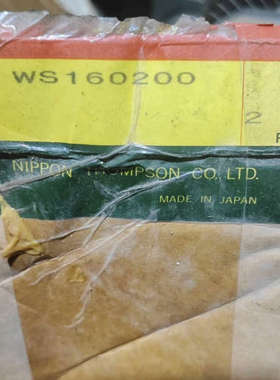 WS160200
2
NIPPON THOMPSON CO., LTD.
MADE IN JAPAN